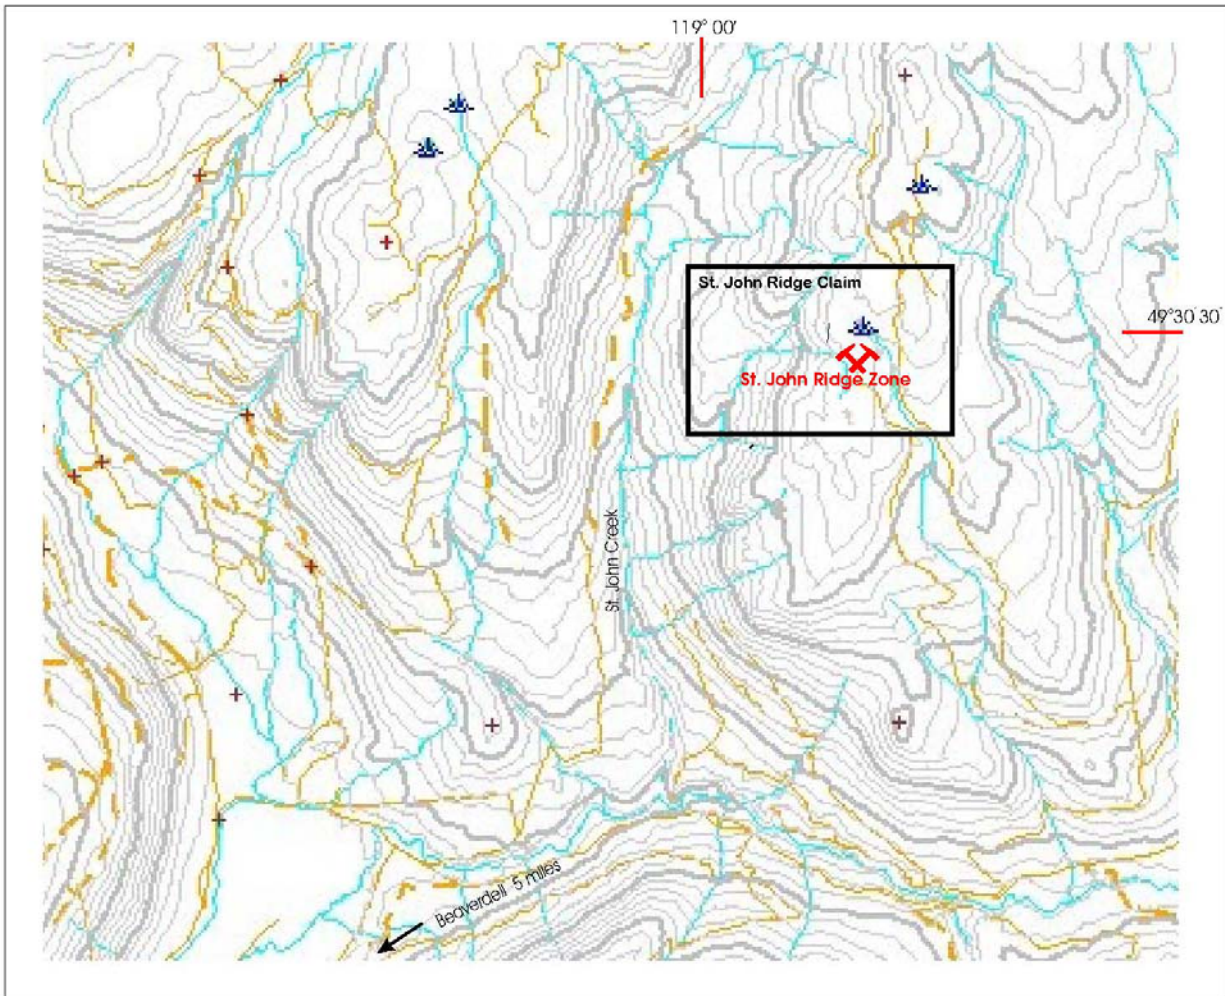 119° 00'
St. John Ridge Claim
49°30' 30"
St. John Ridge Zone
St. John Creek
Beaverdell 5 miles